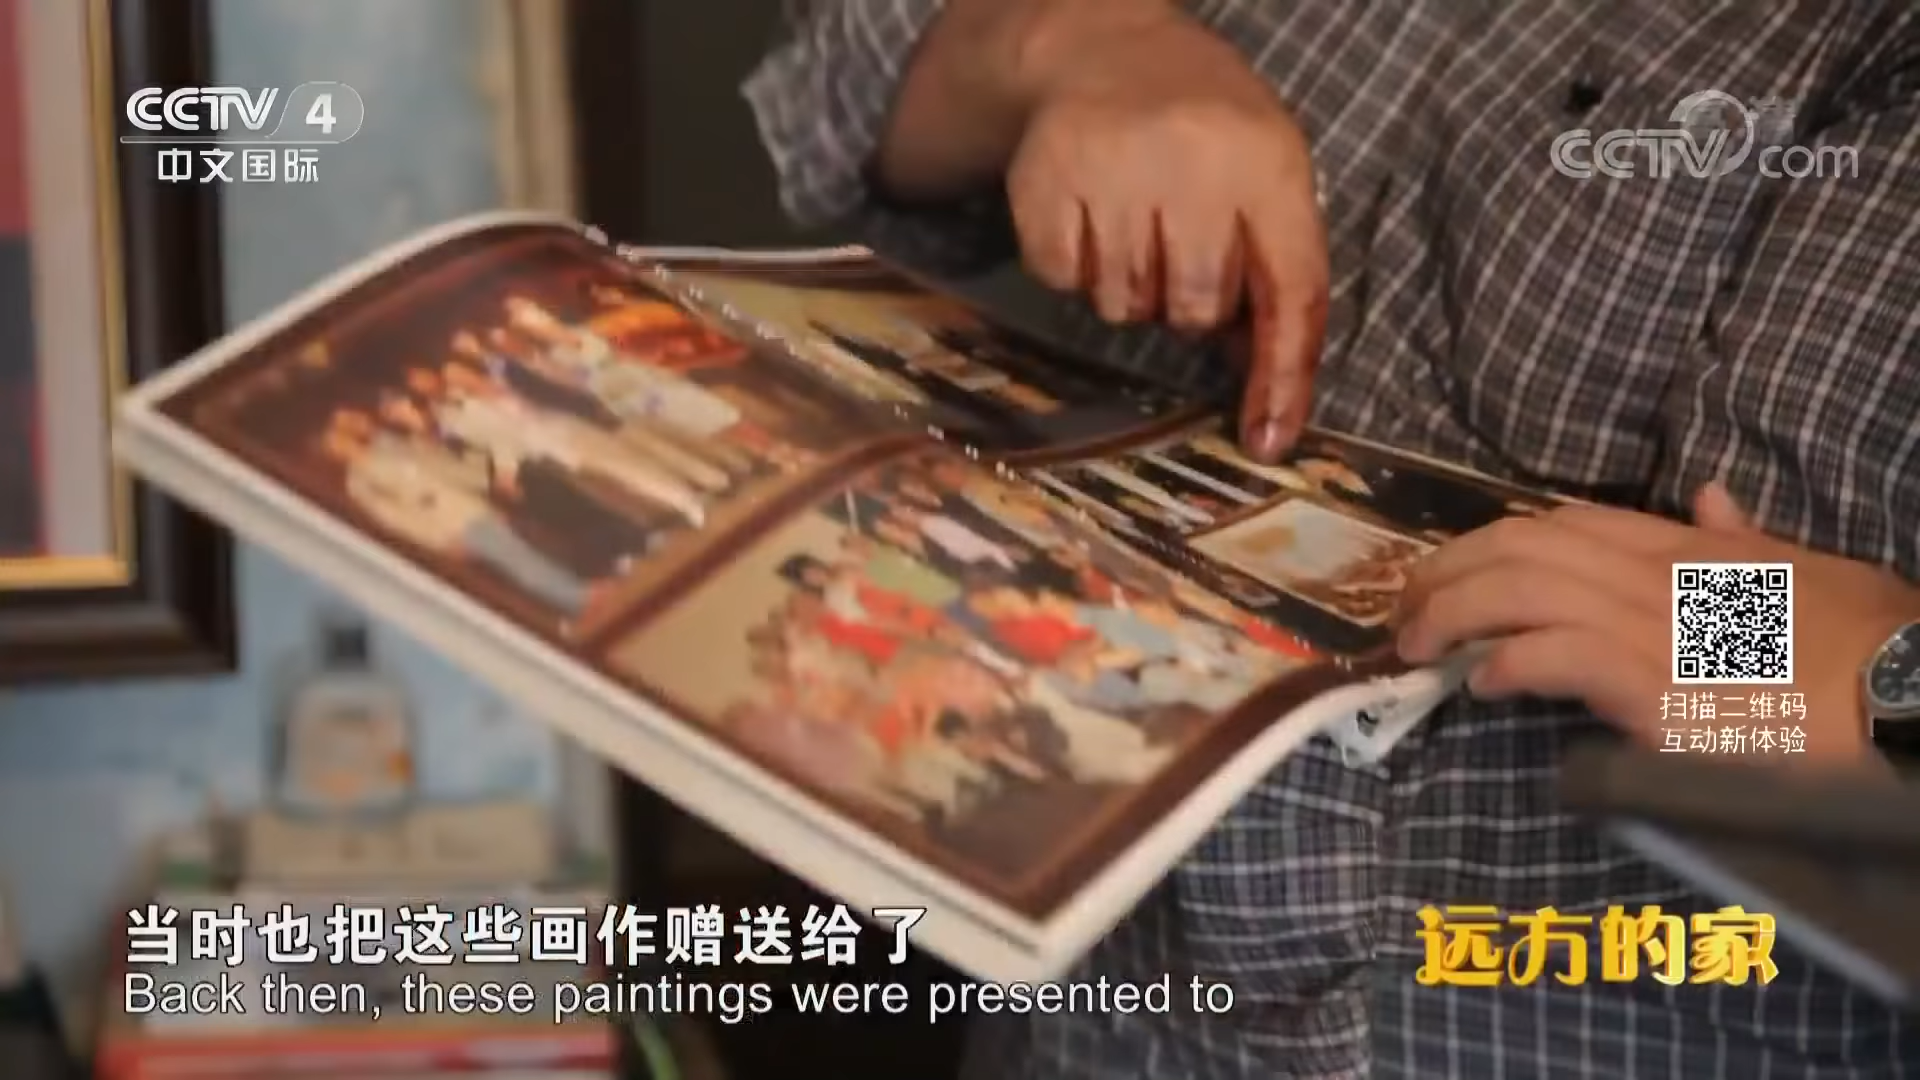 CCTV 4
中文国际
CCTV.com
扫描二维码
互动新体验
当时也把这些画作赠送给了
Back then, these paintings were presented to
远方的家